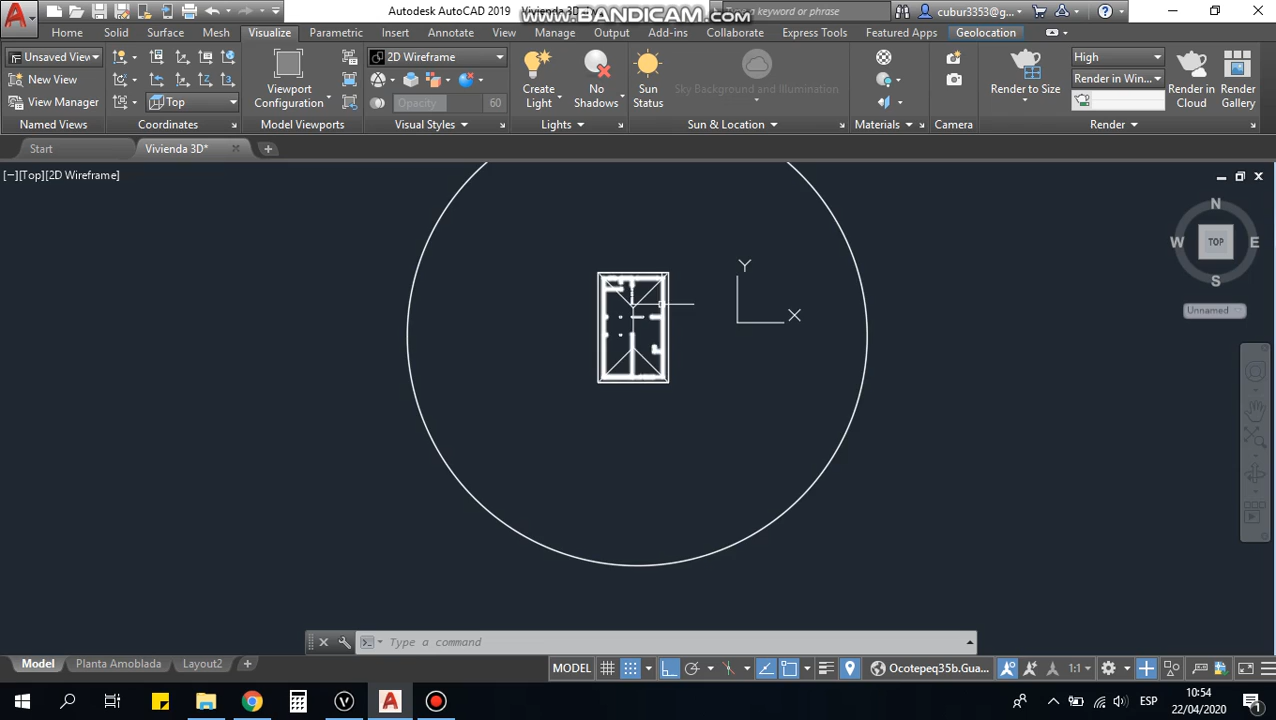 Autodesk AutoCAD 2019
www.BANDICAM.com
Type a keyword or phrase
cubur3353@g...
Home
Solid
Surface
Mesh
Visualize
Parametric
Insert
Annotate
View
Manage
Output
Add-ins
Collaborate
Express Tools
Featured Apps
Geolocation
Unsaved View
New View
View Manager
Named Views
Top
Coordinates
Viewport
Configuration
Model Viewports
2D Wireframe
Opacity 60
Visual Styles
Create
Light
No
Shadows
Lights
Sun
Status
Sky Background and Illumination
Sun & Location
Materials
Camera
Render to Size
High
Render in Win...
Render in
Cloud
Render
Gallery
Render
Start
Vivienda 3D*
[−][Top][2D Wireframe]
N
W
TOP
E
S
Unnamed
Y
X
Type a command
Model
Planta Amoblada
Layout2
MODEL
Ocotepeq35b.Gua...
1:1
ESP
10:54
22/04/2020
1